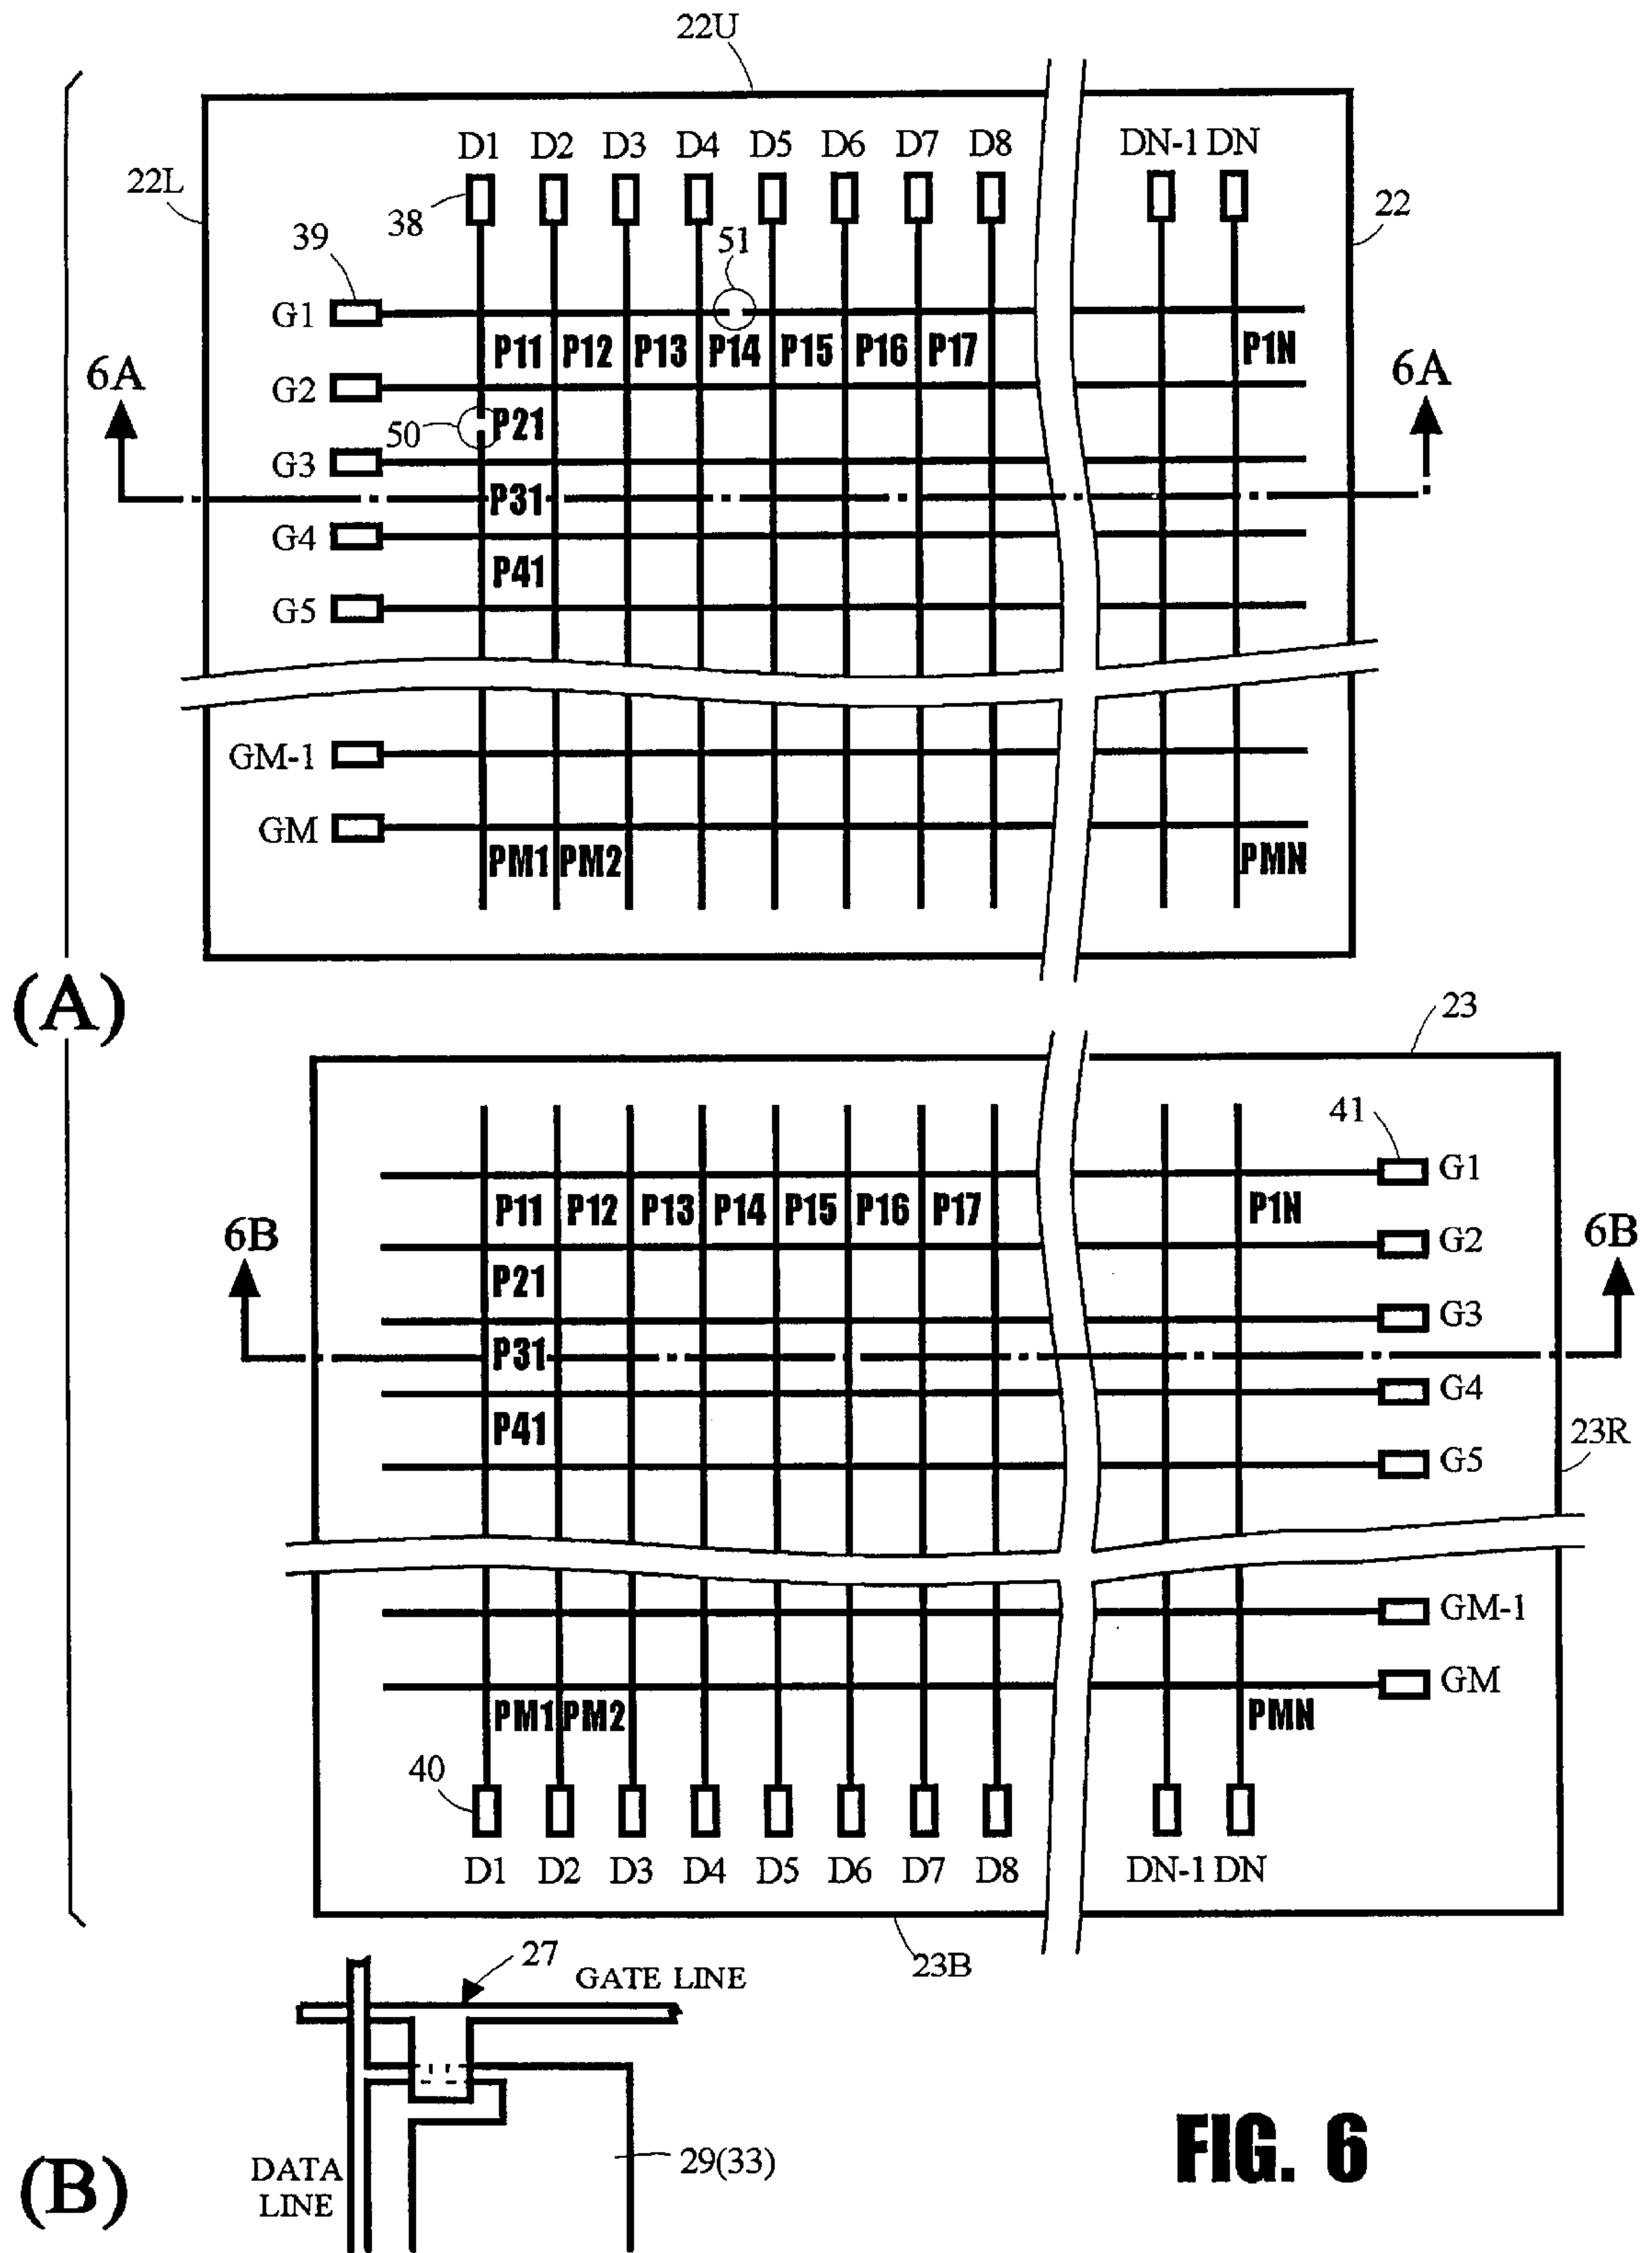 22U
D1 D2 D3 D4 D5 D6 D7 D8 DN-1 DN
22L
38
22
39
51
G1
P11 P12 P13 P14 P15 P16 P17 P1N
6A 6A
G2
50 P21
G3
P31
G4
P41
G5
GM-1
GM
PM1 PM2 PMN
(A)
23
41
G1
P11 P12 P13 P14 P15 P16 P17 P1N
6B 6B
G2
P21
G3
P31
G4
P41
23R
G5
GM-1
GM
PM1 PM2 PMN
40
D1 D2 D3 D4 D5 D6 D7 D8 DN-1 DN
23B
27
GATE LINE
29(33)
DATA
LINE
(B)
FIG. 6